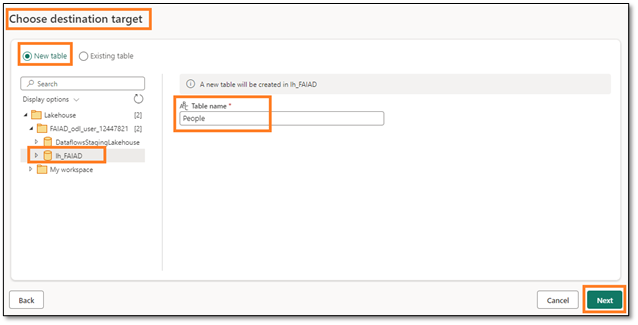 Choose destination target
New table
Existing table
Search
Display options
Lakehouse [2]
FAIAD_odl_user_12447821 [2]
DataflowsStagingLakehouse
lh_FAIAD
My workspace
A new table will be created in lh_FAIAD
Table name *
People
Back
Cancel
Next